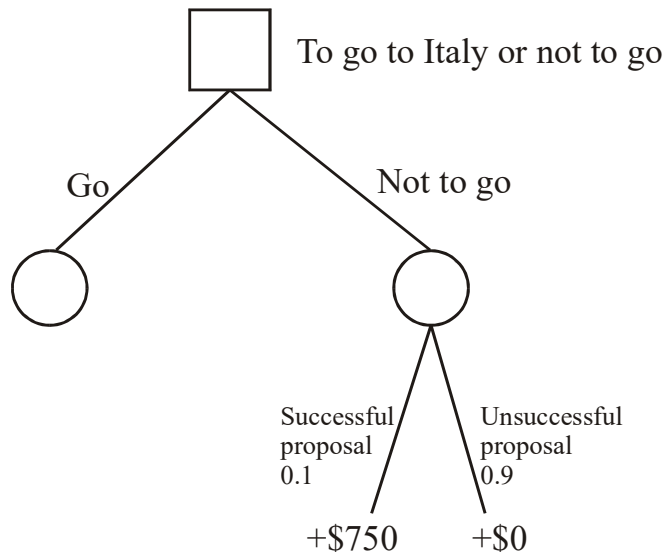 To go to Italy or not to go
Go
Not to go
Successful
proposal
0.1
Unsuccessful
proposal
0.9
+$750
+$0